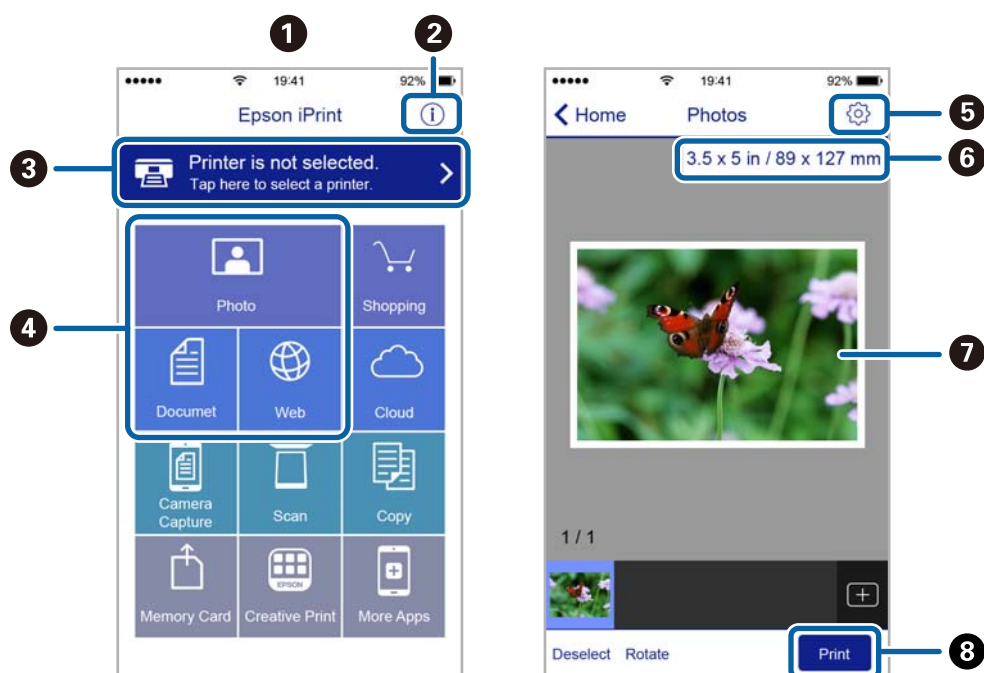 1
2
19:41
92%
Epson iPrint
i
3
Printer is not selected.
Tap here to select a printer.
4
Photo
Shopping
Documet
Web
Cloud
Camera
Capture
Scan
Copy
EPSON
Memory Card
Creative Print
More Apps
19:41
92%
Home
Photos
5
3.5 x 5 in / 89 x 127 mm
6
7
1 / 1
Deselect
Rotate
Print
8